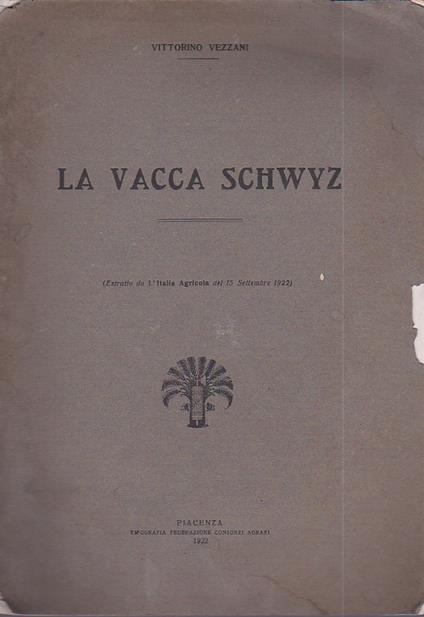 VITTORINO VEZZANI
LA VACCA SCHWYZ
(Estratto da L'Italia Agricola del 15 Settembre 1922)
PIACENZA
TIPOGRAFIA FEDERAZIONE CONSORZI AGRARI
1922